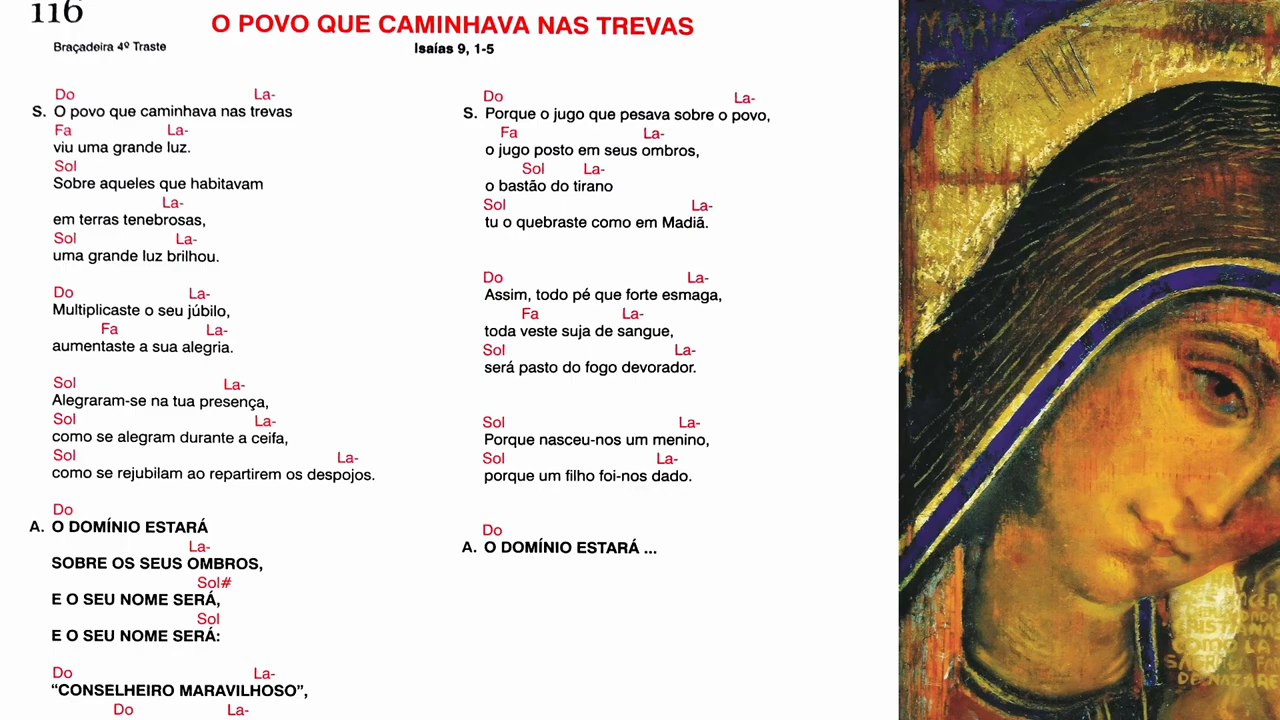 116
O POVO QUE CAMINHAVA NAS TREVAS
Braçadeira 4º Traste
Isaías 9, 1-5
Do La-
S. O povo que caminhava nas trevas
Fa La-
viu uma grande luz.
Sol
Sobre aqueles que habitavam
La-
em terras tenebrosas,
Sol La-
uma grande luz brilhou.
Do La-
Multiplicaste o seu júbilo,
Fa La-
aumentaste a sua alegria.
Sol La-
Alegraram-se na tua presença,
Sol La-
como se alegram durante a ceifa,
Sol La-
como se rejubilam ao repartirem os despojos.
Do
A. O DOMÍNIO ESTARÁ
La-
SOBRE OS SEUS OMBROS,
Sol#
E O SEU NOME SERÁ,
Sol
E O SEU NOME SERÁ:
Do La-
“CONSELHEIRO MARAVILHOSO”,
Do La-
Do La-
S. Porque o jugo que pesava sobre o povo,
Fa La-
o jugo posto em seus ombros,
Sol La-
o bastão do tirano
Sol La-
tu o quebraste como em Madiã.
Do La-
Assim, todo pé que forte esmaga,
Fa La-
toda veste suja de sangue,
Sol La-
será pasto do fogo devorador.
Sol La-
Porque nasceu-nos um menino,
Sol La-
porque um filho foi-nos dado.
Do
A. O DOMÍNIO ESTARÁ ...
MARIE
COMO LA
DE NAZARE